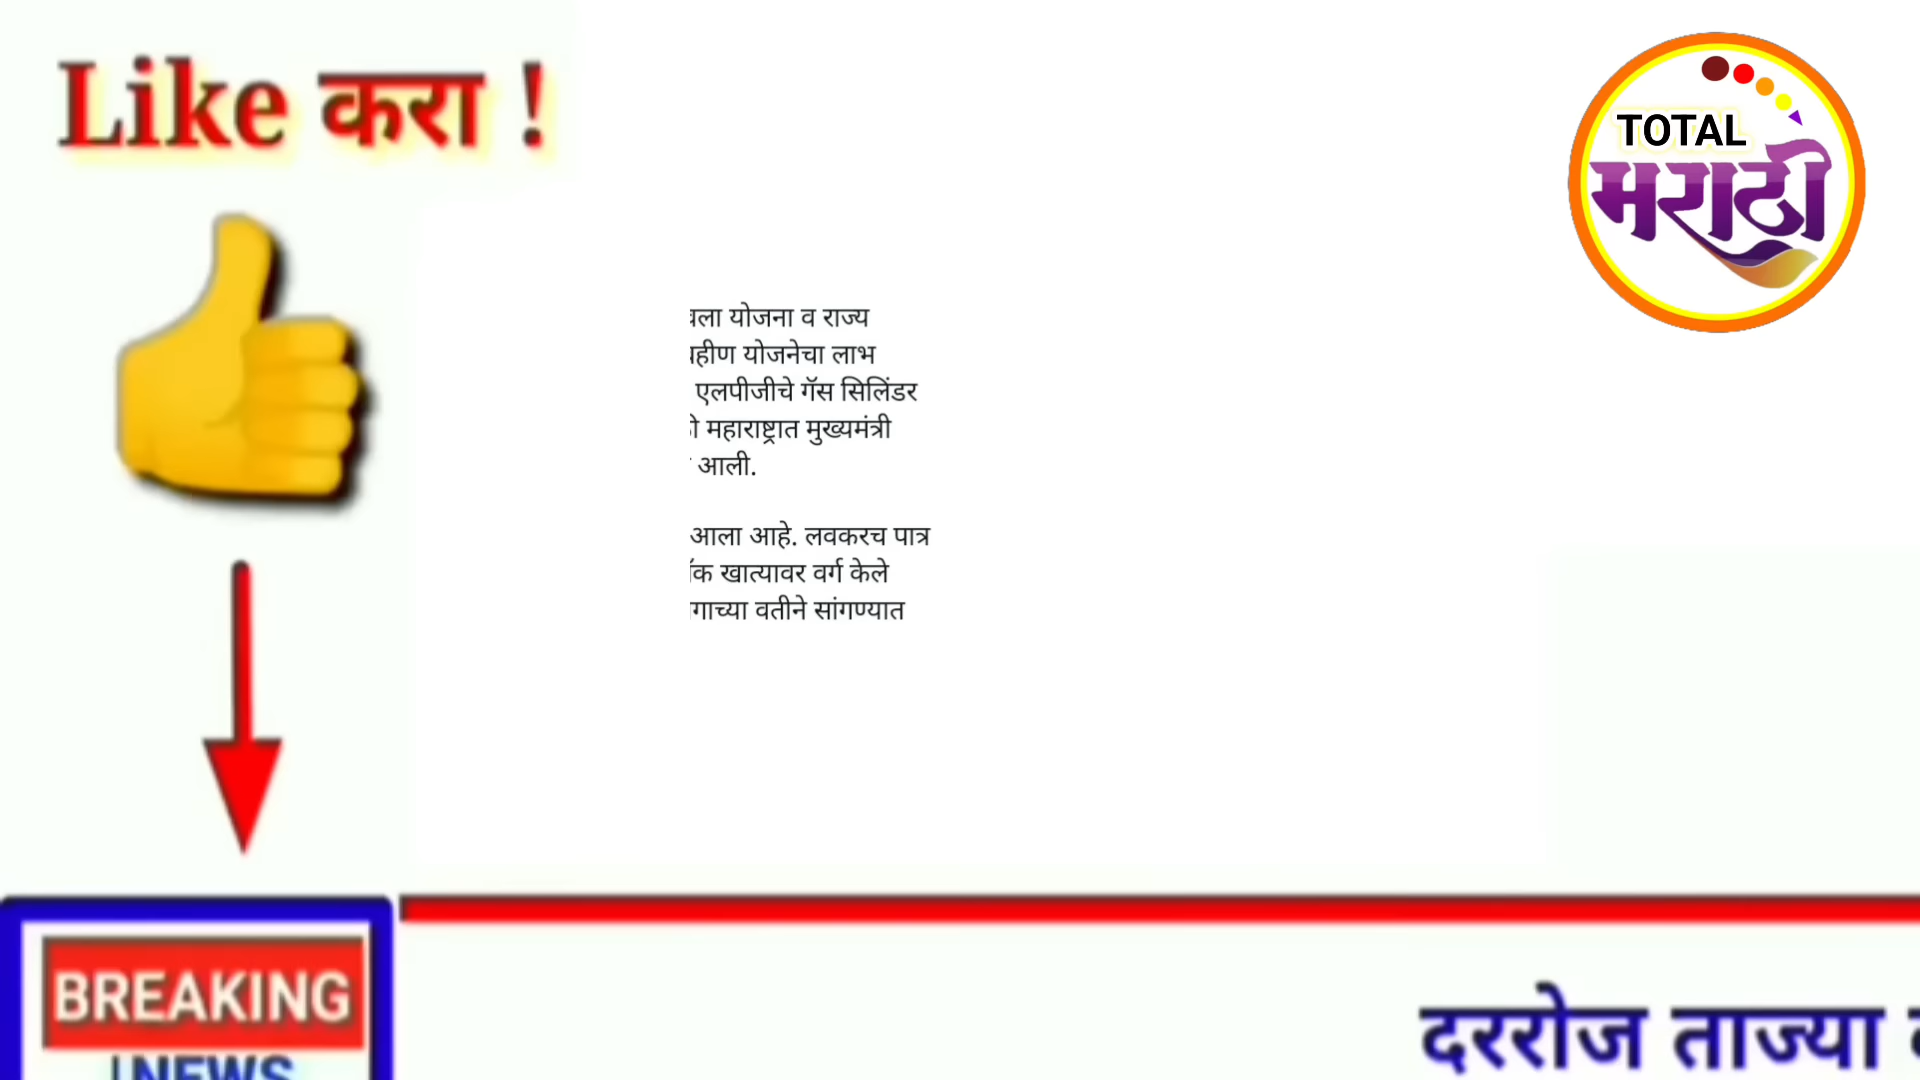 Like करा !
TOTAL
मराठी
योजना व राज्य
योजनेचा लाभ
एलपीजीचे गॅस सिलिंडर
महाराष्ट्रात मुख्यमंत्री
आली.
आला आहे. लवकरच पात्र
खात्यावर वर्ग केले
वतीने सांगण्यात
BREAKING
NEWS
दररोज ताज्या